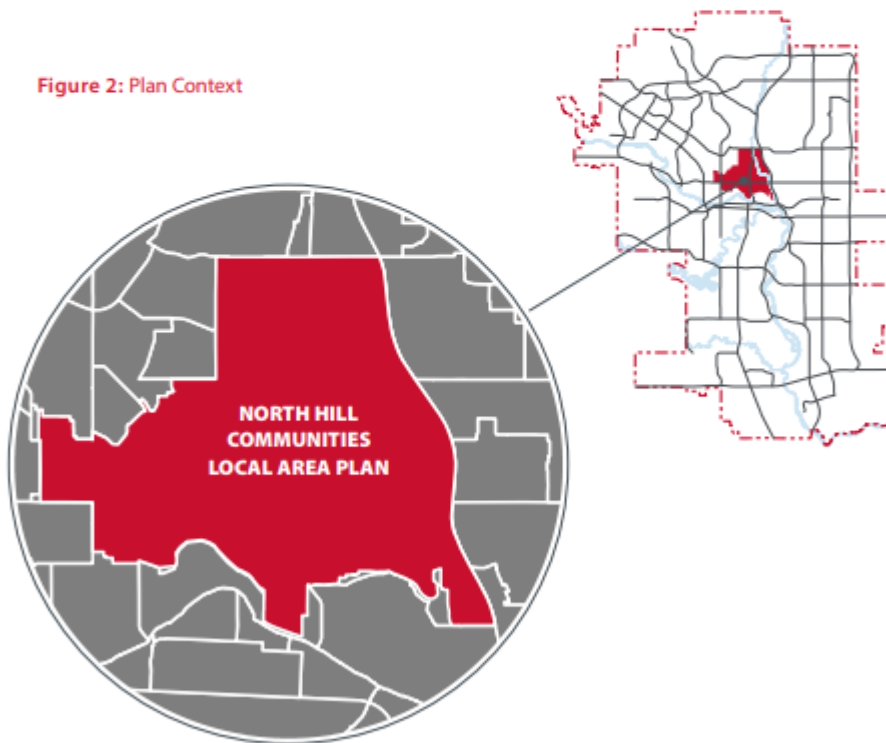 Figure 2: Plan Context
NORTH HILL
COMMUNITIES
LOCAL AREA PLAN